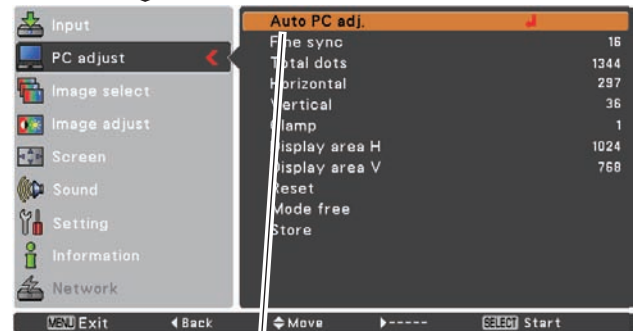 Input
PC adjust
Image select
Image adjust
Screen
Sound
Setting
Information
Network
Auto PC adj.
Fine sync 16
Total dots 1344
Horizontal 297
Vertical 36
Clamp 1
Display area H 1024
Display area V 768
Reset
Mode free
Store
MENU Exit
Back
Move
-----
SELECT Start